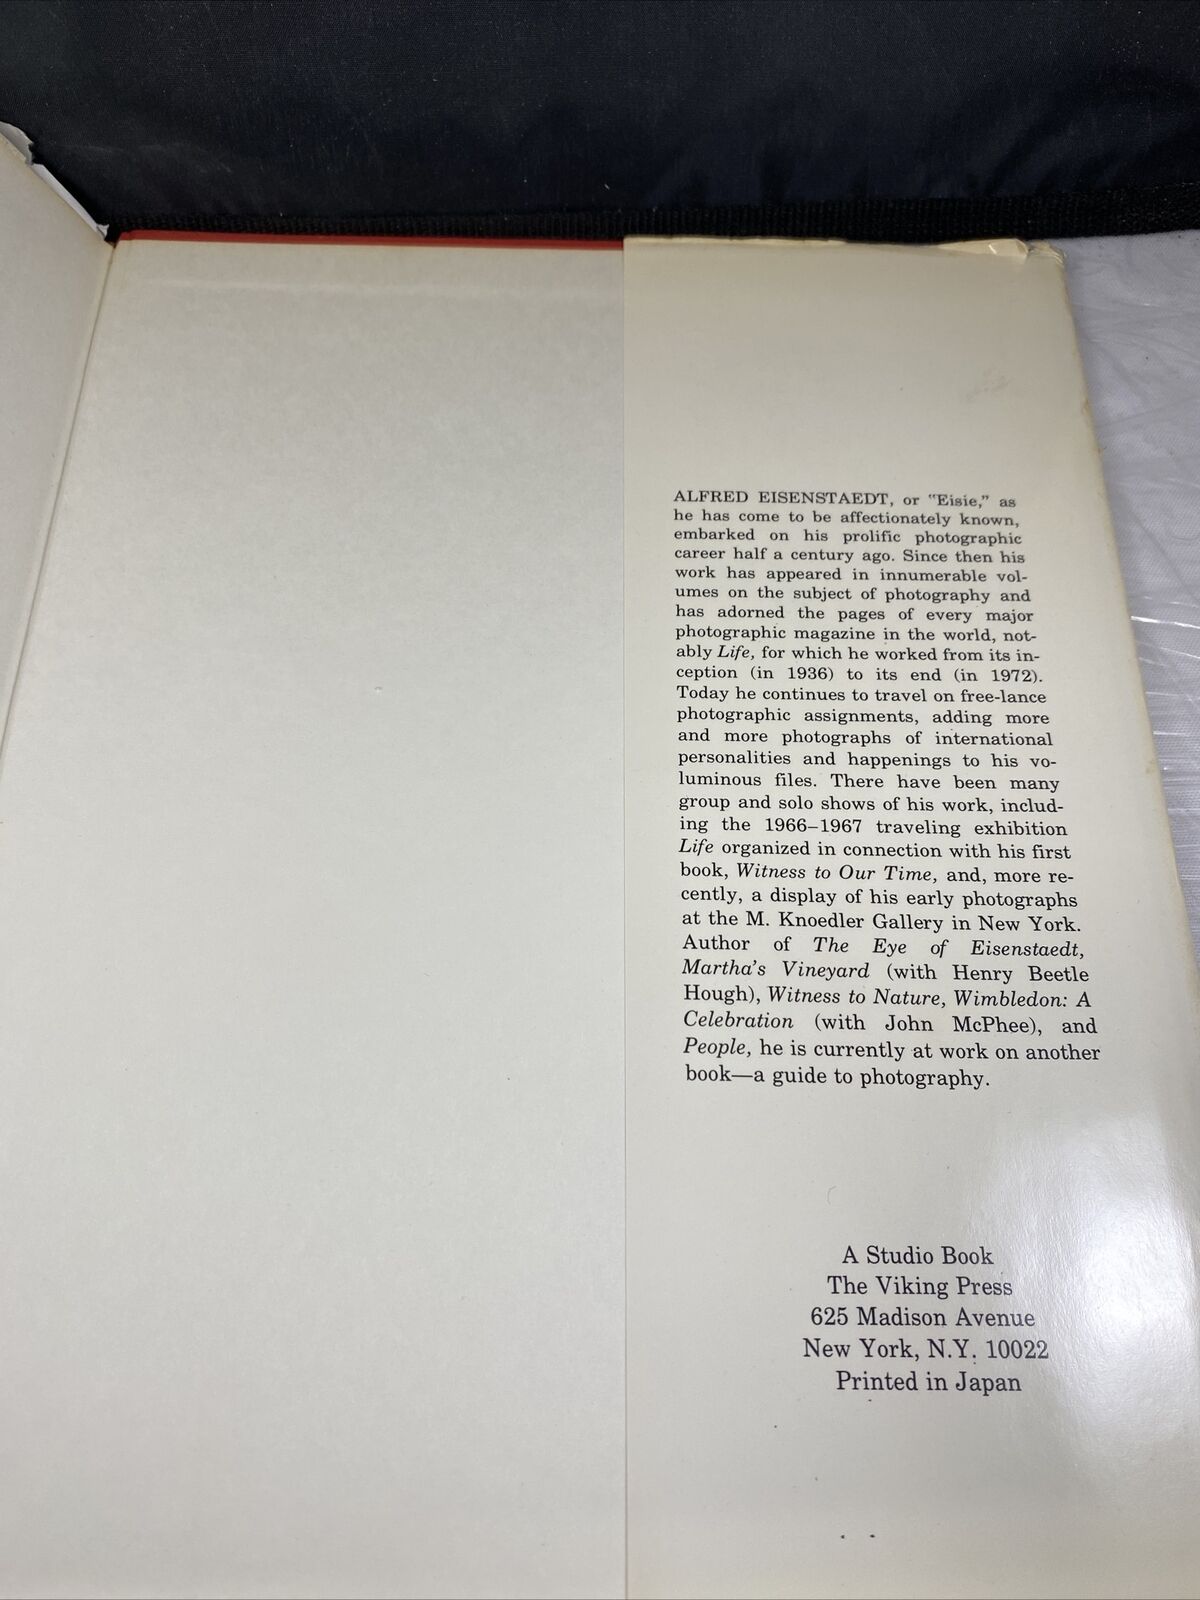 ALFRED EISENSTAEDT, or "Eisie," as
he has come to be affectionately known,
embarked on his prolific photographic
career half a century ago. Since then his
work has appeared in innumerable vol-
umes on the subject of photography and
has adorned the pages of every major
photographic magazine in the world, not-
ably Life, for which he worked from its in-
ception (in 1936) to its end (in 1972).
Today he continues to travel on free-lance
photographic assignments, adding more
and more photographs of international
personalities and happenings to his vo-
luminous files. There have been many
group and solo shows of his work, includ-
ing the 1966–1967 traveling exhibition
Life organized in connection with his first
book, Witness to Our Time, and, more re-
cently, a display of his early photographs
at the M. Knoedler Gallery in New York.
Author of The Eye of Eisenstaedt,
Martha's Vineyard (with Henry Beetle
Hough), Witness to Nature, Wimbledon: A
Celebration (with John McPhee), and
People, he is currently at work on another
book—a guide to photography.
A Studio Book
The Viking Press
625 Madison Avenue
New York, N.Y. 10022
Printed in Japan